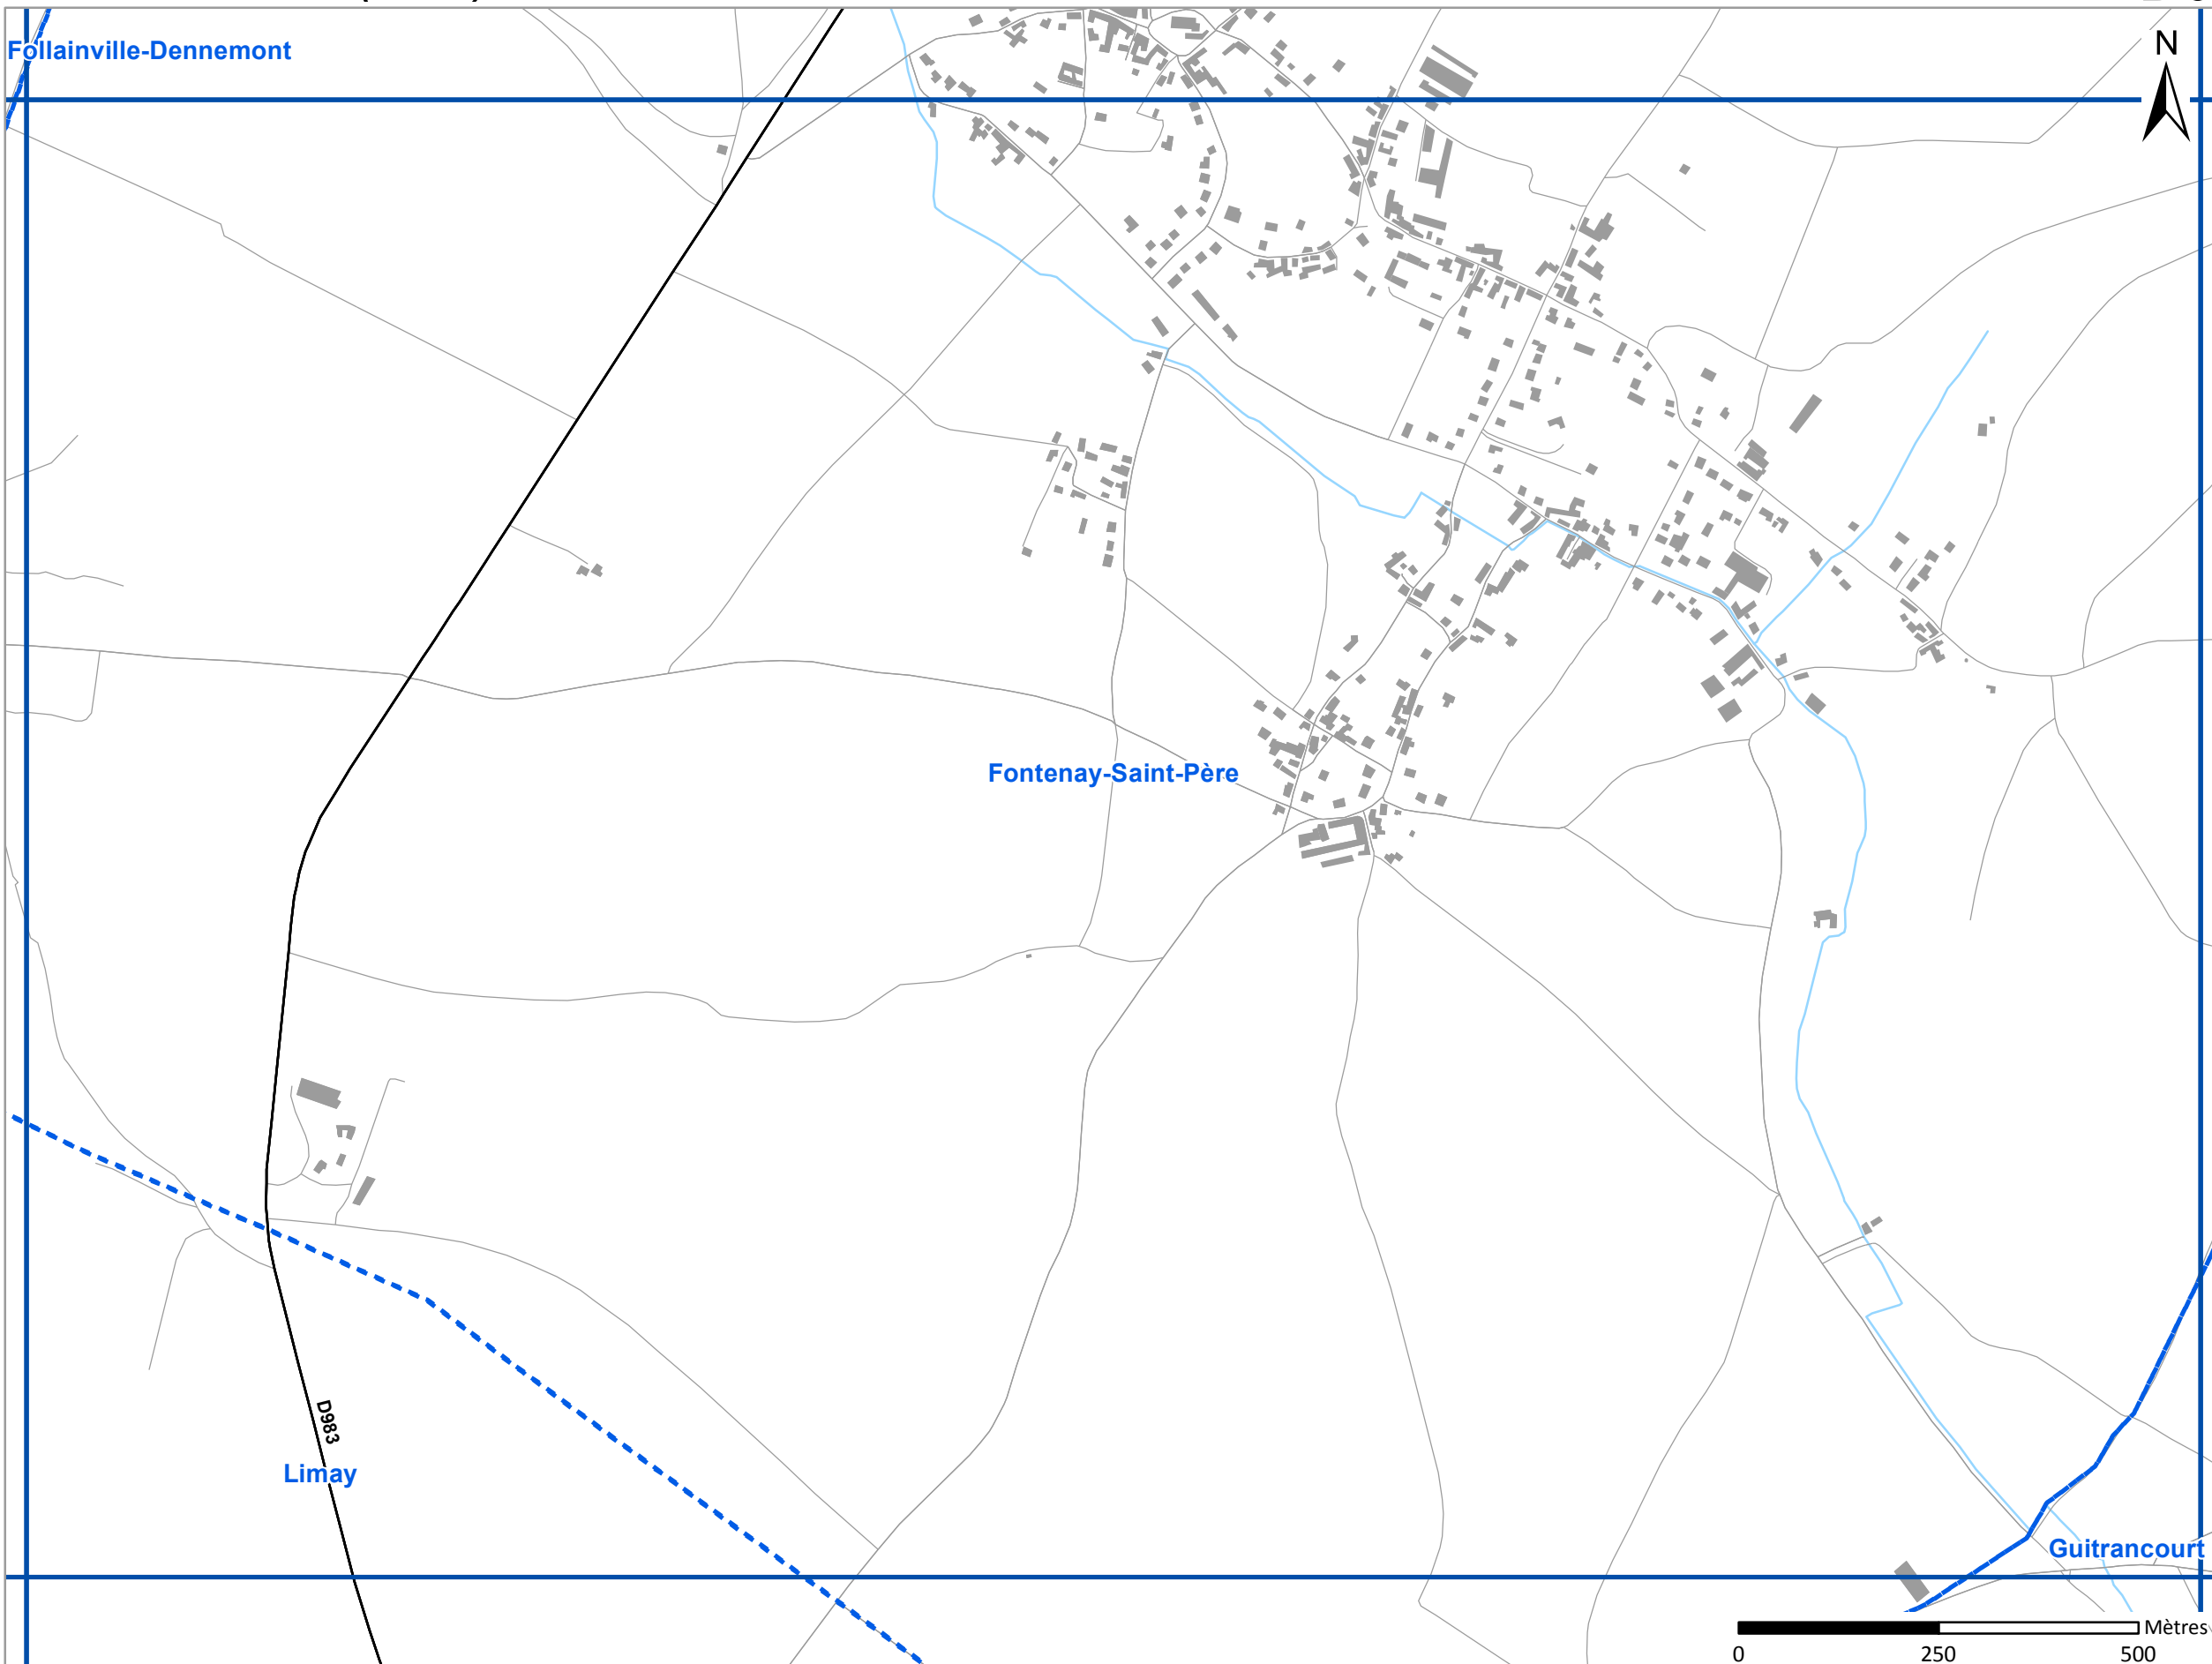 Follainville-Dennemont
N
Fontenay-Saint-Père
D983
Limay
Guitrancourt
Mètres
0 250 500